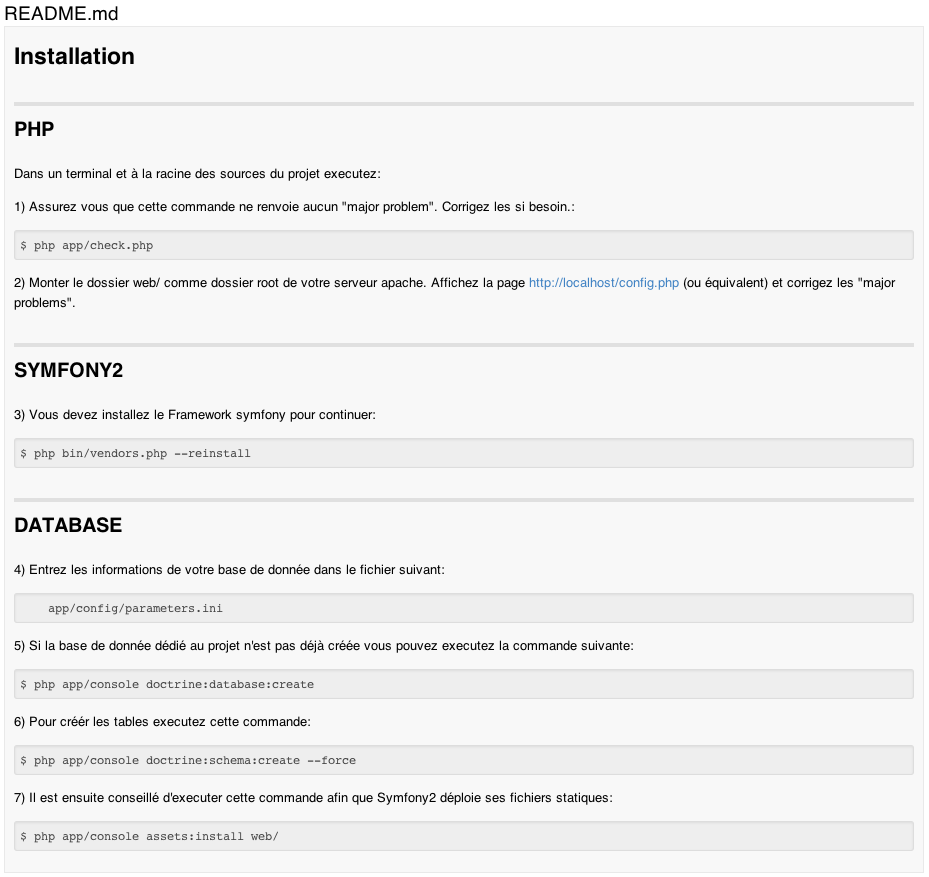 README.md
Installation
PHP
Dans un terminal et à la racine des sources du projet executez:
1) Assurez vous que cette commande ne renvoie aucun "major problem". Corrigez les si besoin.:
$ php app/check.php
2) Monter le dossier web/ comme dossier root de votre serveur apache. Affichez la page http://localhost/config.php (ou équivalent) et corrigez les "major
problems".
SYMFONY2
3) Vous devez installez le Framework symfony pour continuer:
$ php bin/vendors.php --reinstall
DATABASE
4) Entrez les informations de votre base de donnée dans le fichier suivant:
app/config/parameters.ini
5) Si la base de donnée dédié au projet n'est pas déjà créée vous pouvez executez la commande suivante:
$ php app/console doctrine:database:create
6) Pour créér les tables executez cette commande:
$ php app/console doctrine:schema:create --force
7) Il est ensuite conseillé d'executer cette commande afin que Symfony2 déploie ses fichiers statiques:
$ php app/console assets:install web/